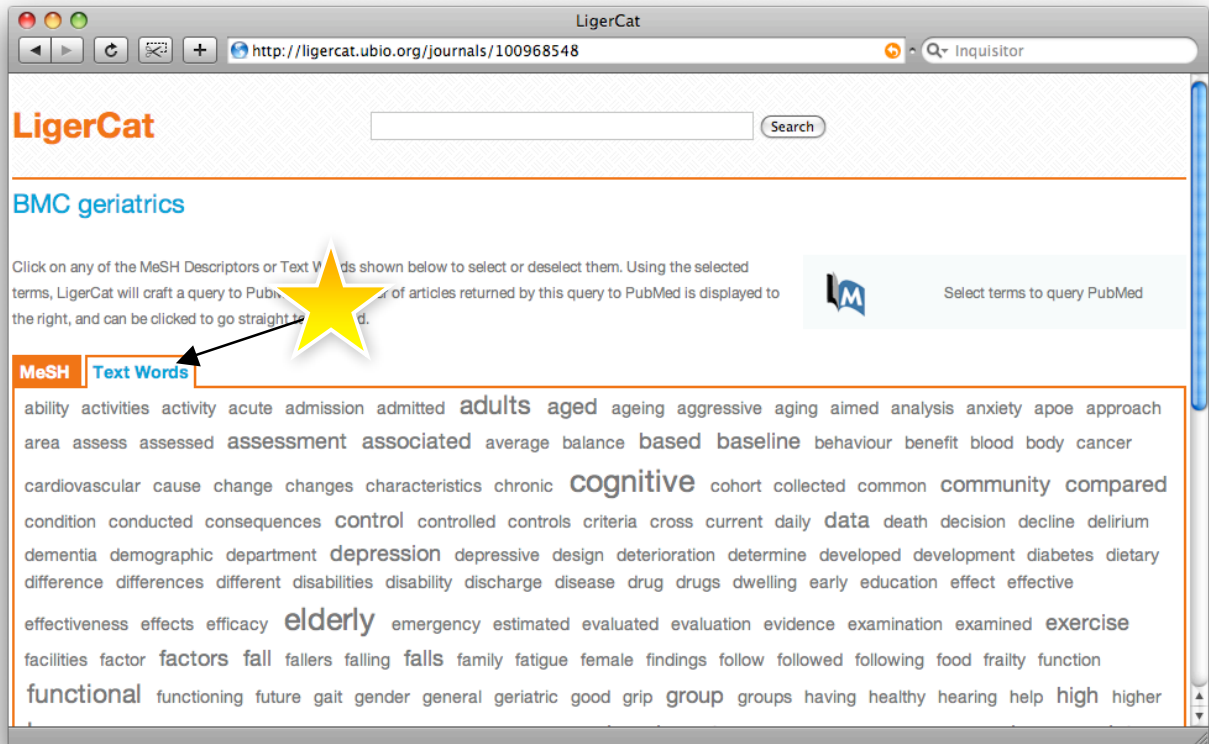 LigerCat
http://ligercat.ubio.org/journals/100968548
Inquisitor
LigerCat
Search
BMC geriatrics
Click on any of the MeSH Descriptors or Text W ds shown below to select or deselect them. Using the selected
terms, LigerCat will craft a query to Pub r of articles returned by this query to PubMed is displayed to
the right, and can be clicked to go straight t d.
Select terms to query PubMed
MeSH Text Words
ability activities activity acute admission admitted adults aged ageing aggressive aging aimed analysis anxiety apoe approach
area assess assessed assessment associated average balance based baseline behaviour benefit blood body cancer
cardiovascular cause change changes characteristics chronic cognitive cohort collected common community compared
condition conducted consequences control controlled controls criteria cross current daily data death decision decline delirium
dementia demographic department depression depressive design deterioration determine developed development diabetes dietary
difference differences different disabilities disability discharge disease drug drugs dwelling early education effect effective
effectiveness effects efficacy elderly emergency estimated evaluated evaluation evidence examination examined exercise
facilities factor factors fall fallers falling falls family fatigue female findings follow followed following food frailty function
functional functioning future gait gender general geriatric good grip group groups having healthy hearing help high higher